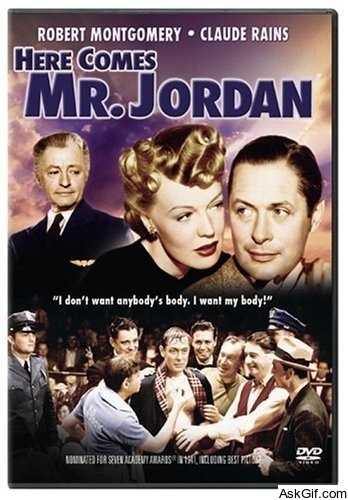 ROBERT MONTGOMERY • CLAUDE RAINS
HERE COMES
MR. JORDAN
"I don't want anybody's body. I want my body!"
NOMINATED FOR SEVEN ACADEMY AWARDS® IN 1941, INCLUDING BEST PICTURE
DVD
VIDEO
AskGif.com